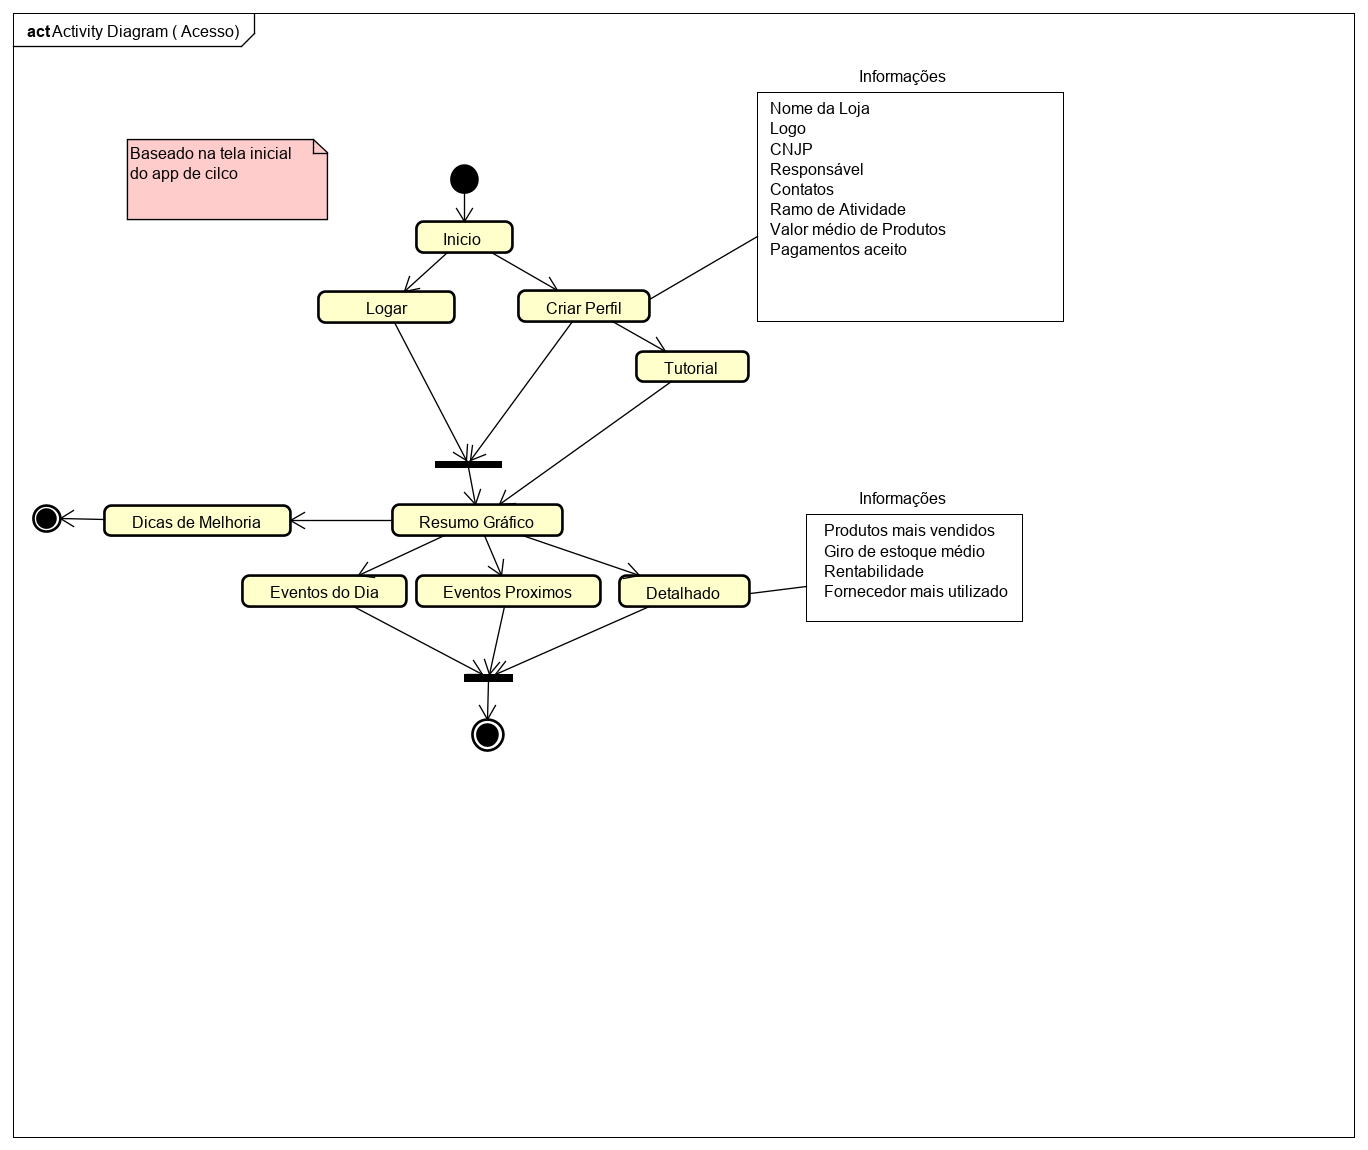 act Activity Diagram ( Acesso)
Informações
Nome da Loja
Logo
CNJP
Responsável
Contatos
Ramo de Atividade
Valor médio de Produtos
Pagamentos aceito
Baseado na tela inicial
do app de cilco
Inicio
Logar
Criar Perfil
Tutorial
Informações
Produtos mais vendidos
Giro de estoque médio
Rentabilidade
Fornecedor mais utilizado
Dicas de Melhoria
Resumo Gráfico
Eventos do Dia
Eventos Proximos
Detalhado